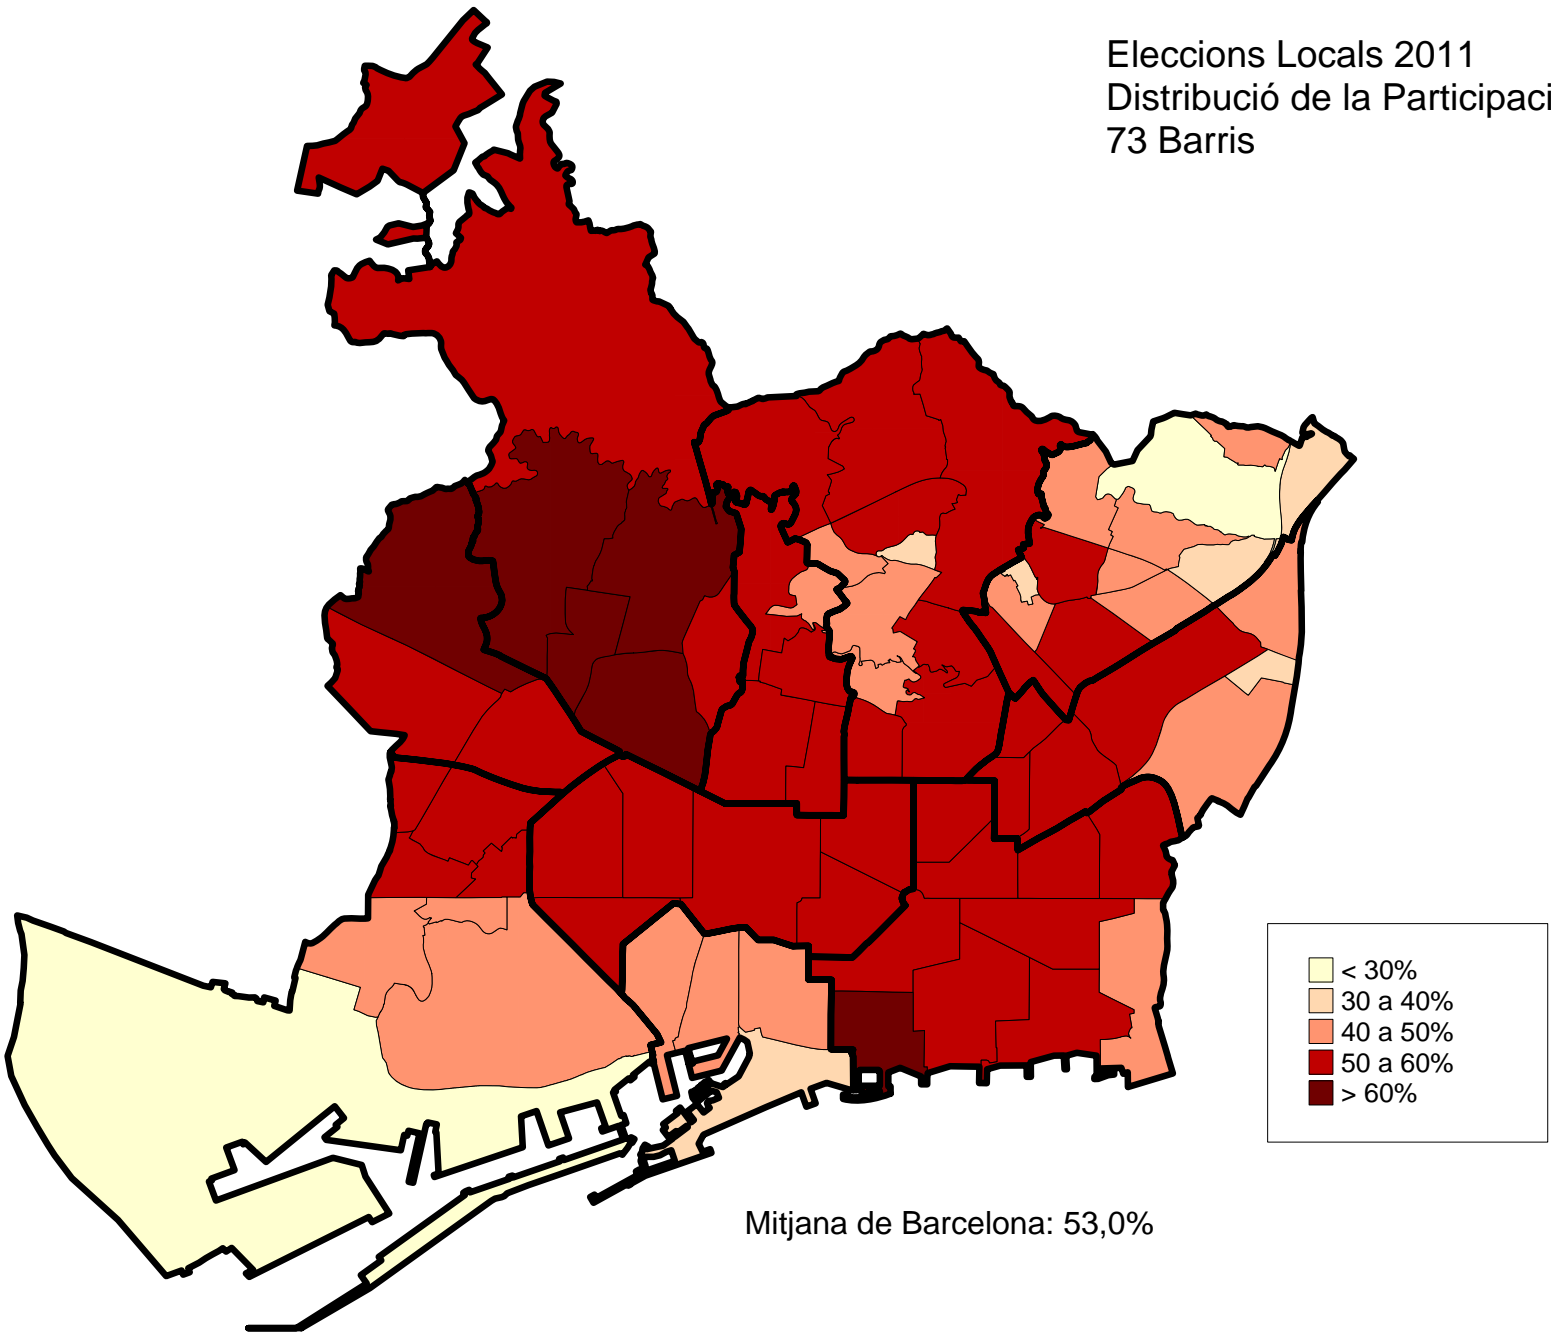 Eleccions Locals 2011
Distribució de la Participaci
73 Barris
< 30%
30 a 40%
40 a 50%
50 a 60%
> 60%
Mitjana de Barcelona: 53,0%